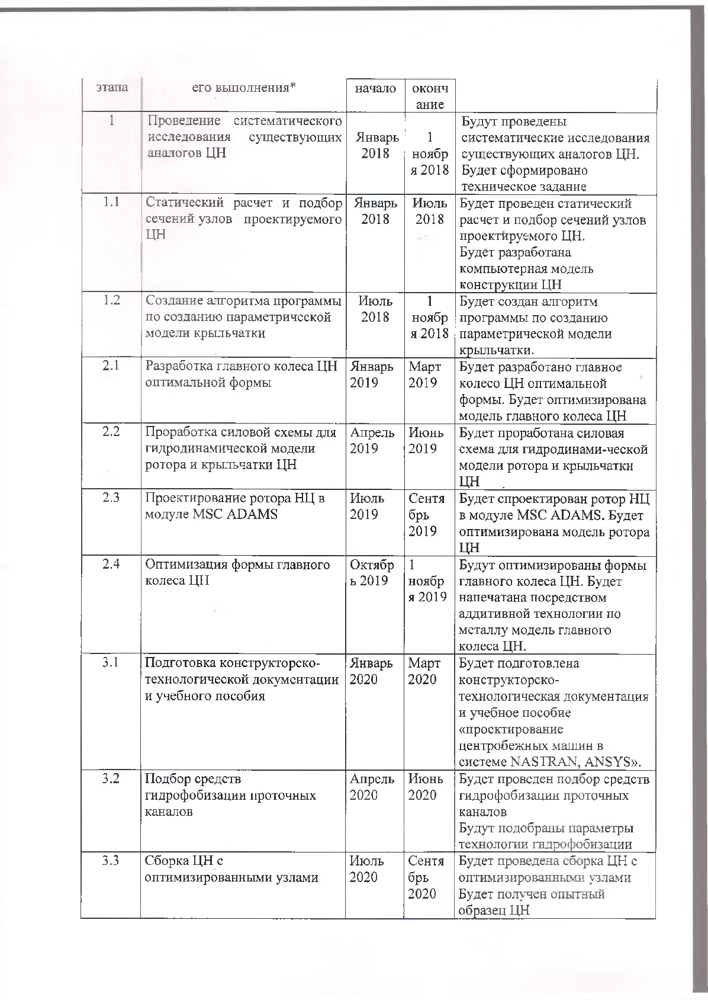 этапа
его выполнения*
начало
оконч
ание
1
Проведение систематического
исследования существующих
аналогов ЦН
Январь
2018
1
ноябр
я 2018
Будут проведены
систематические исследования
существующих аналогов ЦН.
Будет сформировано
техническое задание
1.1
Статический расчет и подбор
сечений узлов проектируемого
ЦН
Январь
2018
Июль
2018
Будет проведен статический
расчет и подбор сечений узлов
проектируемого ЦН.
Будет разработана
компьютерная модель
конструкции ЦН
1.2
Создание алгоритма программы
по созданию параметрической
модели крыльчатки
Июль
2018
1
ноябр
я 2018
Будет создан алгоритм
программы по созданию
параметрической модели
крыльчатки.
2.1
Разработка главного колеса ЦН
оптимальной формы
Январь
2019
Март
2019
Будет разработано главное
колесо ЦН оптимальной
формы. Будет оптимизирована
модель главного колеса ЦН
2.2
Проработка силовой схемы для
гидродинамической модели
ротора и крыльчатки ЦН
Апрель
2019
Июнь
2019
Будет проработана силовая
схема для гидродинами-ческой
модели ротора и крыльчатки
ЦН
2.3
Проектирование ротора НЦ в
модуле MSC ADAMS
Июль
2019
Сентя
брь
2019
Будет спроектирован ротор НЦ
в модуле MSC ADAMS. Будет
оптимизирована модель ротора
ЦН
2.4
Оптимизация формы главного
колеса ЦН
Октябр
ь 2019
1
ноябр
я 2019
Будут оптимизированы формы
главного колеса ЦН. Будет
напечатана посредством
аддитивной технологии по
металлу модель главного
колеса ЦН.
3.1
Подготовка конструкторско-
технологической документации
и учебного пособия
Январь
2020
Март
2020
Будет подготовлена
конструкторско-
технологическая документация
и учебное пособие
«проектирование
центробежных машин в
системе NASTRAN, ANSYS».
3.2
Подбор средств
гидрофобизации проточных
каналов
Апрель
2020
Июнь
2020
Будет проведен подбор средств
гидрофобизации проточных
каналов
Будут подобраны параметры
технологии гидрофобизации
3.3
Сборка ЦН с
оптимизированными узлами
Июль
2020
Сентя
брь
2020
Будет проведена сборка ЦН с
оптимизированными узлами
Будет получен опытный
образец ЦН